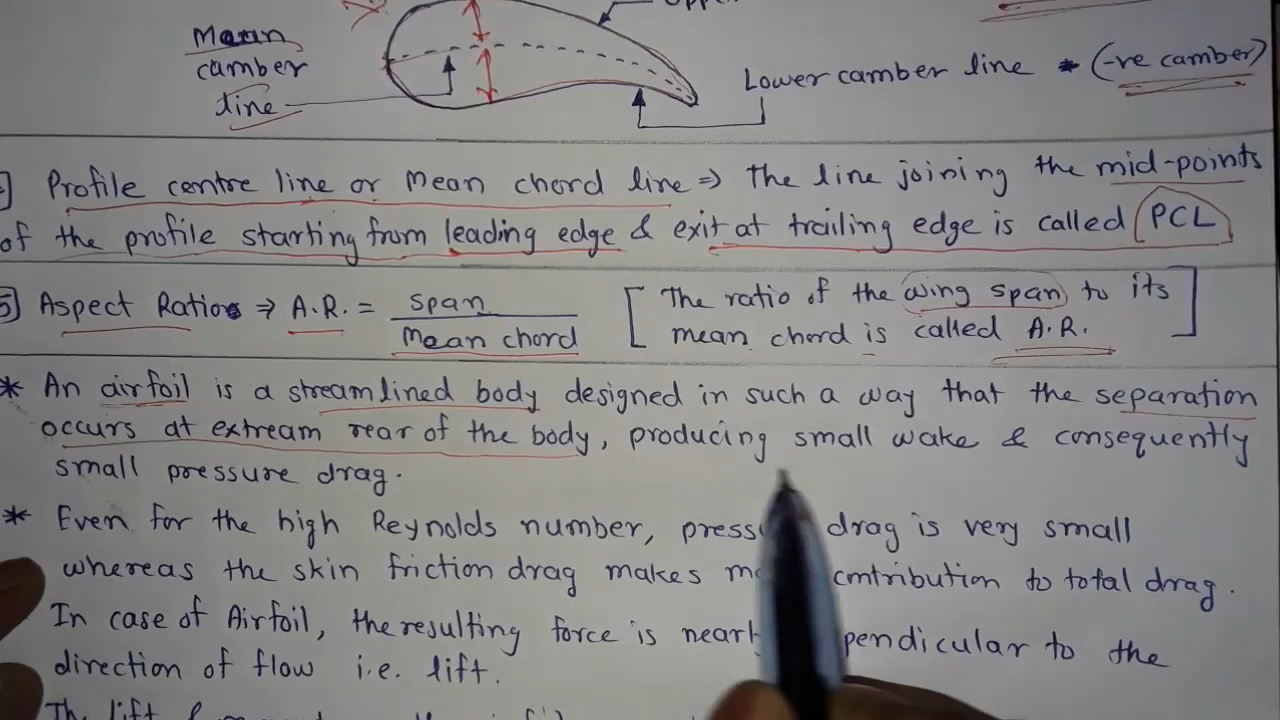 Mean
camber
line
Lower camber line * (-ve camber)
Profile centre line or Mean chord line ⇒ The line joining the mid-points
of the profile starting from leading edge & exit at trailing edge is called PCL
5] Aspect Ratio ⇒ A.R. = span / Mean chord [ The ratio of the wing span to its
mean chord is called A.R. ]
* An airfoil is a streamlined body designed in such a way that the separation
occurs at extream rear of the body, producing small wake & consequently
small pressure drag.
* Even for the high Reynolds number, drag is very small
whereas the skin friction drag makes contribution to total drag.
In case of Airfoil, the resulting force is to the
direction of flow i.e. lift.
The lift